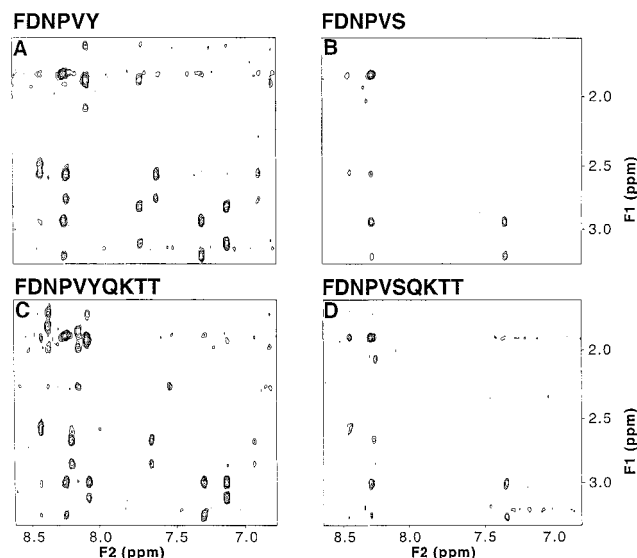 FDNPVY
FDNPVS
A
B
2.0
2.5
3.0
F1 (ppm)
FDNPVYQKTT
FDNPVSQKTT
C
D
2.0
2.5
3.0
F1 (ppm)
8.5 8.0 7.5 7.0
F2 (ppm)
8.5 8.0 7.5 7.0
F2 (ppm)